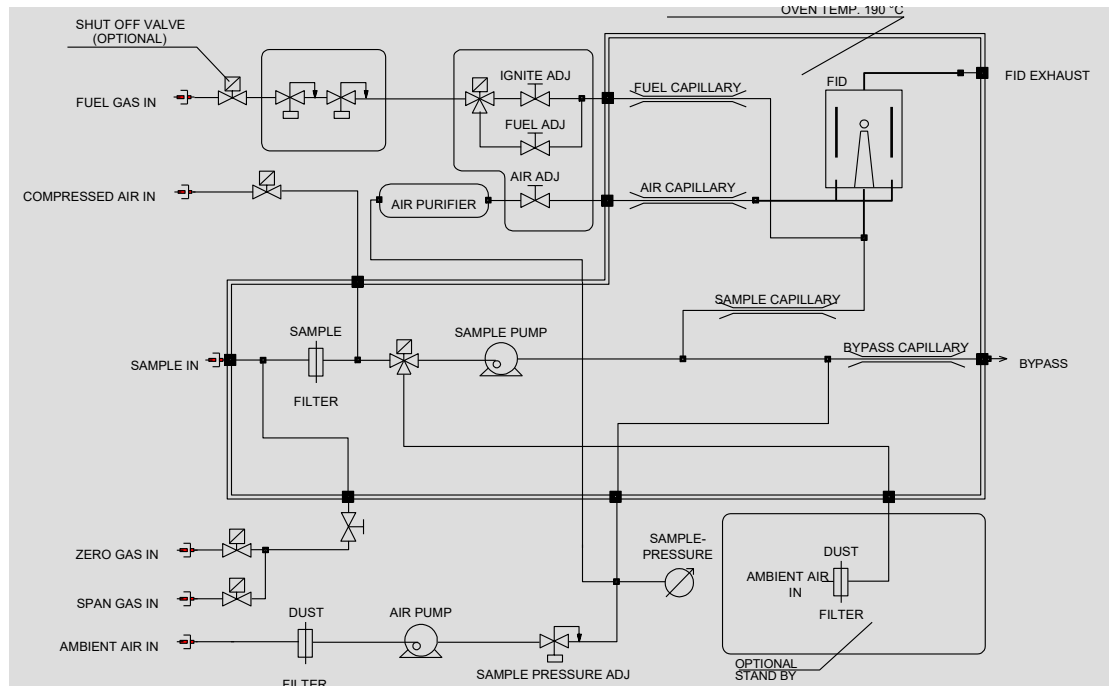 OVEN TEMP. 190 °C
SHUT OFF VALVE
(OPTIONAL)
IGNITE ADJ
FUEL CAPILLARY
FID
FID EXHAUST
FUEL GAS IN
FUEL ADJ
AIR ADJ
AIR CAPILLARY
COMPRESSED AIR IN
AIR PURIFIER
SAMPLE CAPILLARY
SAMPLE
SAMPLE PUMP
BYPASS CAPILLARY
SAMPLE IN
BYPASS
FILTER
ZERO GAS IN
SAMPLE-
PRESSURE
DUST
AMBIENT AIR
IN
FILTER
SPAN GAS IN
DUST
AIR PUMP
AMBIENT AIR IN
SAMPLE PRESSURE ADJ
FILTER
OPTIONAL
STAND BY